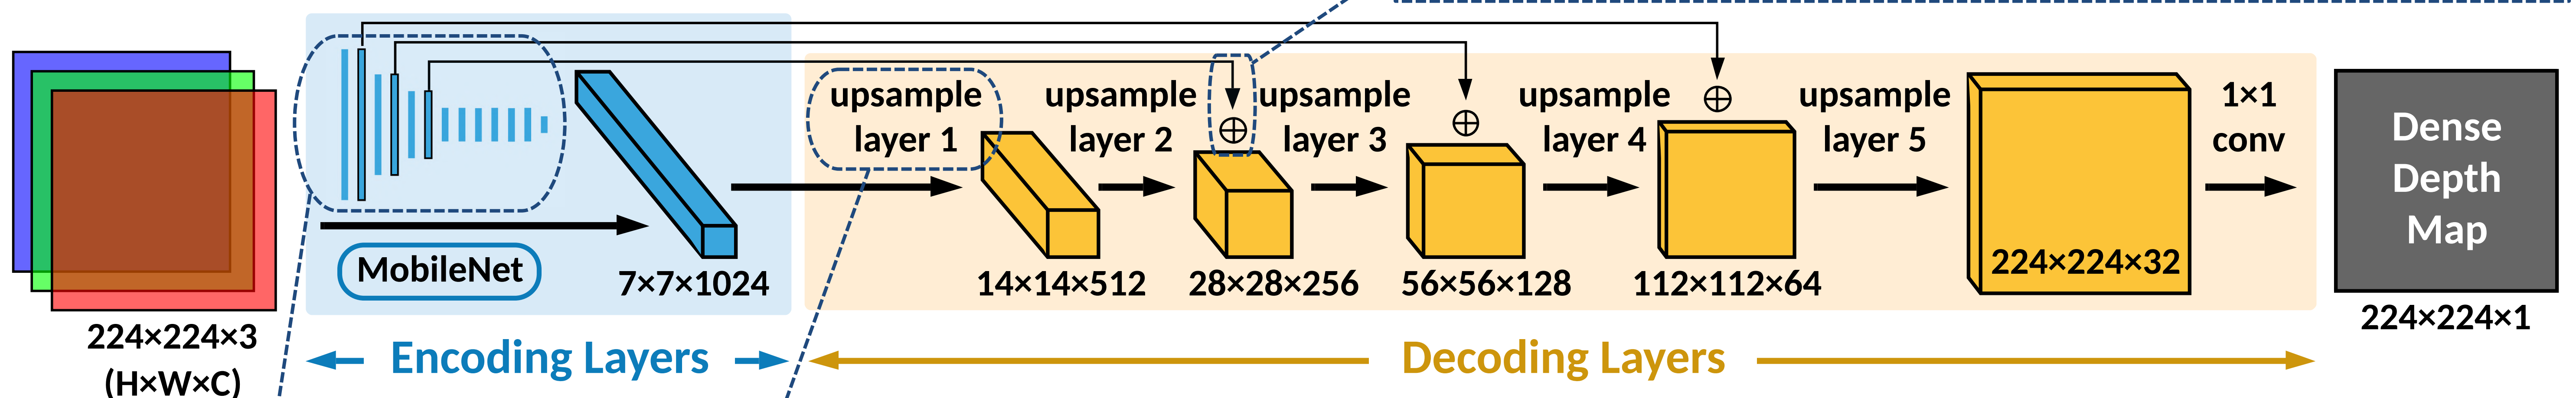 224×224×3
(H×W×C)
MobileNet
7×7×1024
Encoding Layers
upsample
layer 1
14×14×512
upsample
layer 2
28×28×256
⊕
upsample
layer 3
56×56×128
⊕
upsample
layer 4
112×112×64
⊕
upsample
layer 5
224×224×32
1×1
conv
Decoding Layers
Dense
Depth
Map
224×224×1